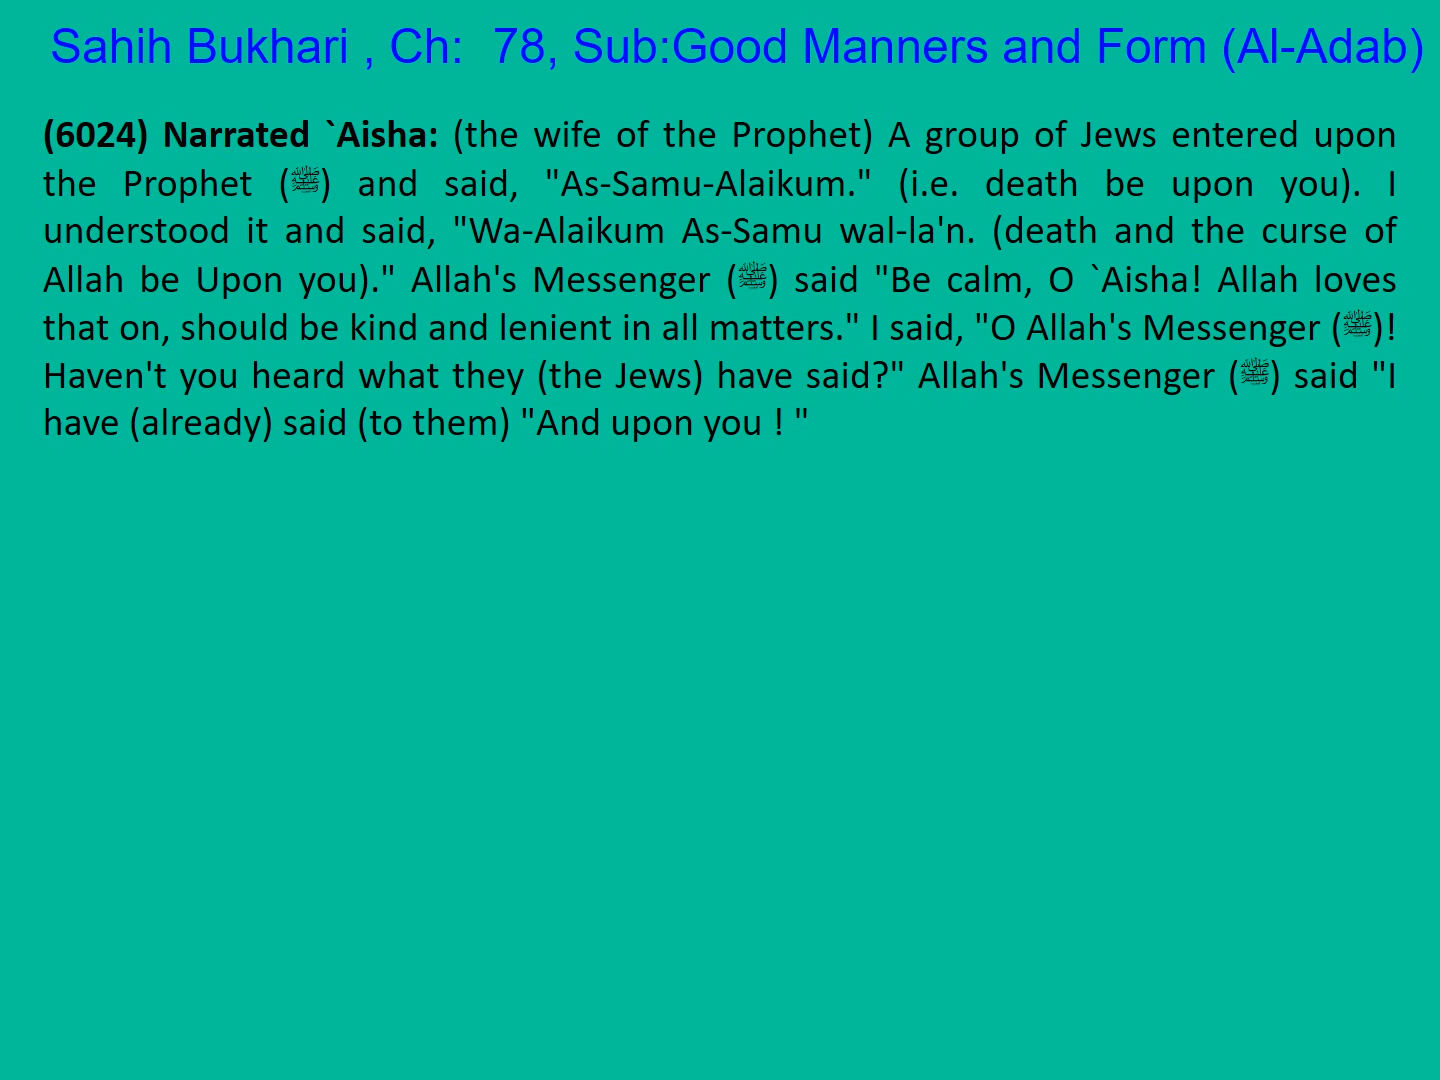 Sahih Bukhari , Ch:  78, Sub:Good Manners and Form (Al-Adab)
(6024) Narrated `Aisha: (the wife of the Prophet) A group of Jews entered upon
the Prophet (ﷺ) and said, "As-Samu-Alaikum." (i.e. death be upon you). I
understood it and said, "Wa-Alaikum As-Samu wal-la'n. (death and the curse of
Allah be Upon you)." Allah's Messenger (ﷺ) said "Be calm, O `Aisha! Allah loves
that on, should be kind and lenient in all matters." I said, "O Allah's Messenger (ﷺ)!
Haven't you heard what they (the Jews) have said?" Allah's Messenger (ﷺ) said "I
have (already) said (to them) "And upon you ! "